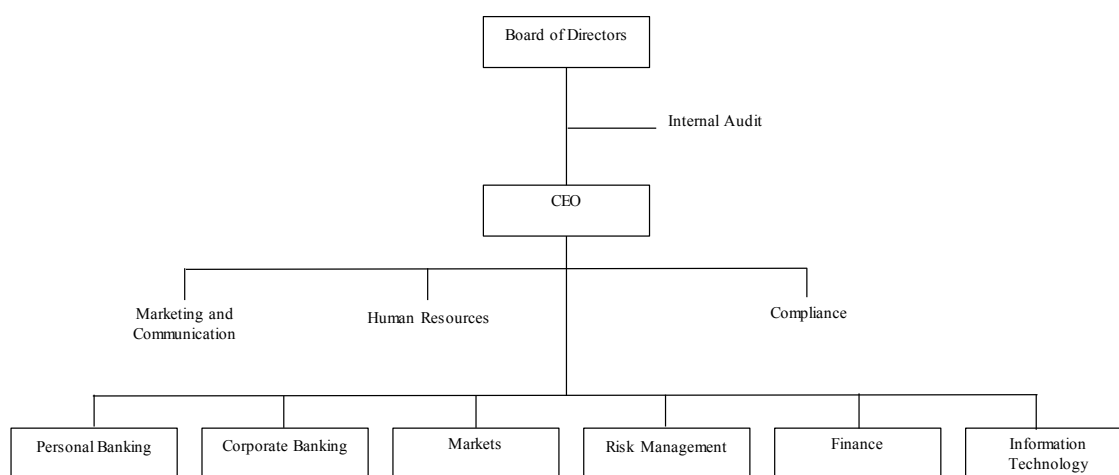 Board of Directors
Internal Audit
CEO
Marketing and
Communication
Human Resources
Compliance
Personal Banking
Corporate Banking
Markets
Risk Management
Finance
Information
Technology